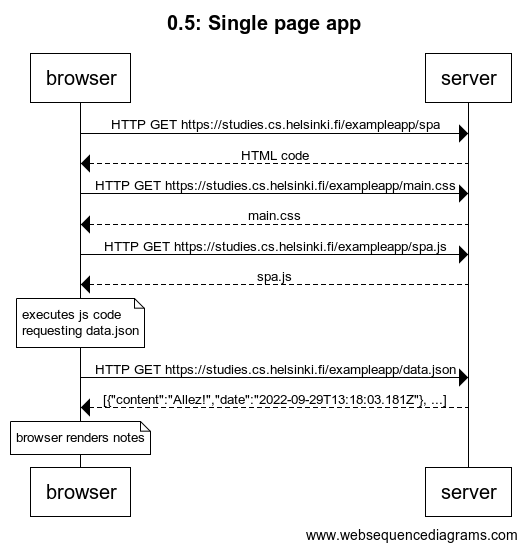 0.5: Single page app
browser
server
HTTP GET https://studies.cs.helsinki.fi/exampleapp/spa
HTML code
HTTP GET https://studies.cs.helsinki.fi/exampleapp/main.css
main.css
HTTP GET https://studies.cs.helsinki.fi/exampleapp/spa.js
spa.js
executes js code
requesting data.json
HTTP GET https://studies.cs.helsinki.fi/exampleapp/data.json
[{"content":"Allez!","date":"2022-09-29T13:18:03.181Z"}, ...]
browser renders notes
browser
server
www.websequencediagrams.com